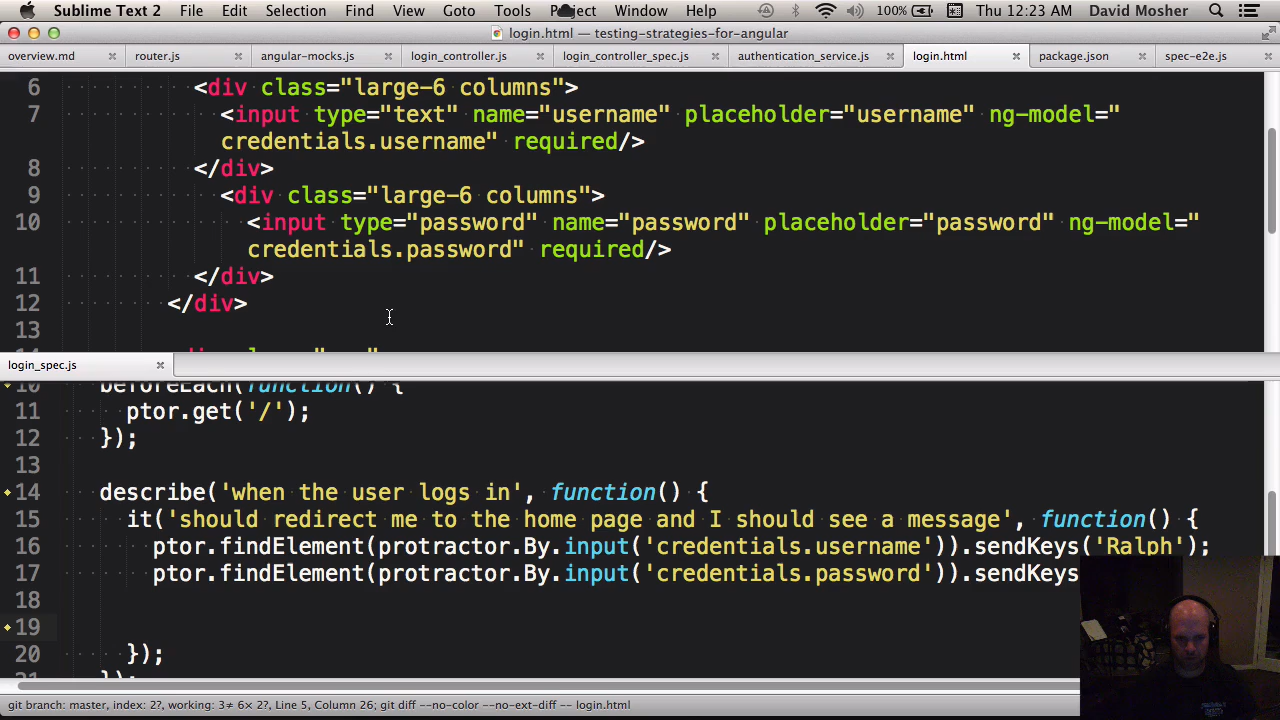 Sublime Text 2 File Edit Selection Find View Goto Tools Project Window Help 100% Thu 12:23 AM David Mosher
login.html — testing-strategies-for-angular
overview.md router.js angular-mocks.js login_controller.js login_controller_spec.js authentication_service.js login.html package.json spec-e2e.js
6 <div class="large-6 columns">
7 <input type="text" name="username" placeholder="username" ng-model="
credentials.username" required/>
8 </div>
9 <div class="large-6 columns">
10 <input type="password" name="password" placeholder="password" ng-model="
credentials.password" required/>
11 </div>
12 </div>
13
login_spec.js
10 beforeEach(function() {
11 ptor.get('/');
12 });
13
14 describe('when the user logs in', function() {
15 it('should redirect me to the home page and I should see a message', function() {
16 ptor.findElement(protractor.By.input('credentials.username')).sendKeys('Ralph');
17 ptor.findElement(protractor.By.input('credentials.password')).sendKeys
18
19
20 });
21 });
git branch: master, index: 2?, working: 3≠ 6× 2?, Line 5, Column 26; git diff --no-color --no-ext-diff -- login.html